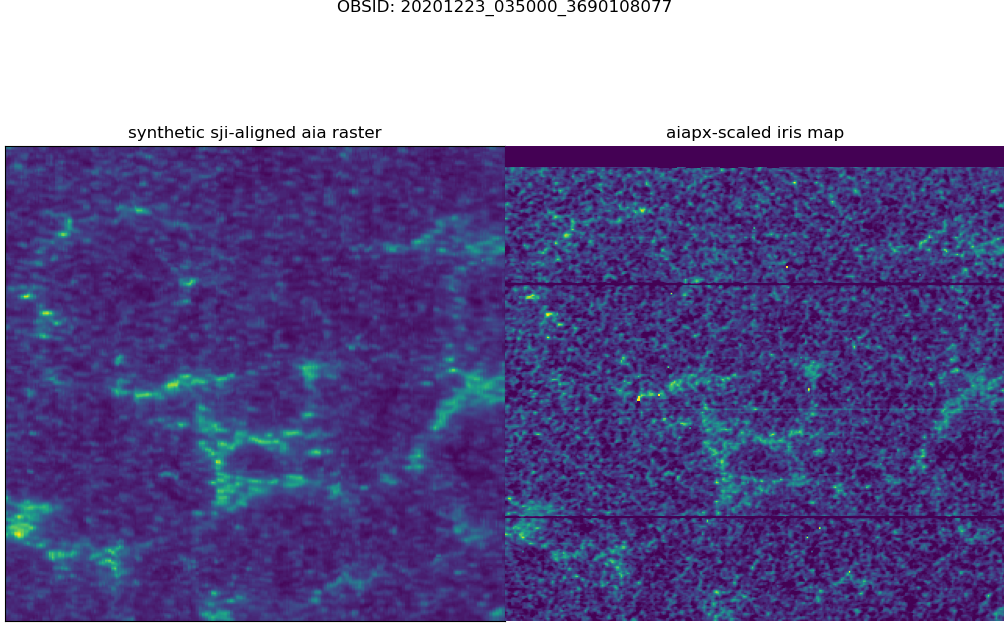 OBSID: 20201223_035000_3690108077
synthetic sji-aligned aia raster
aiapx-scaled iris map